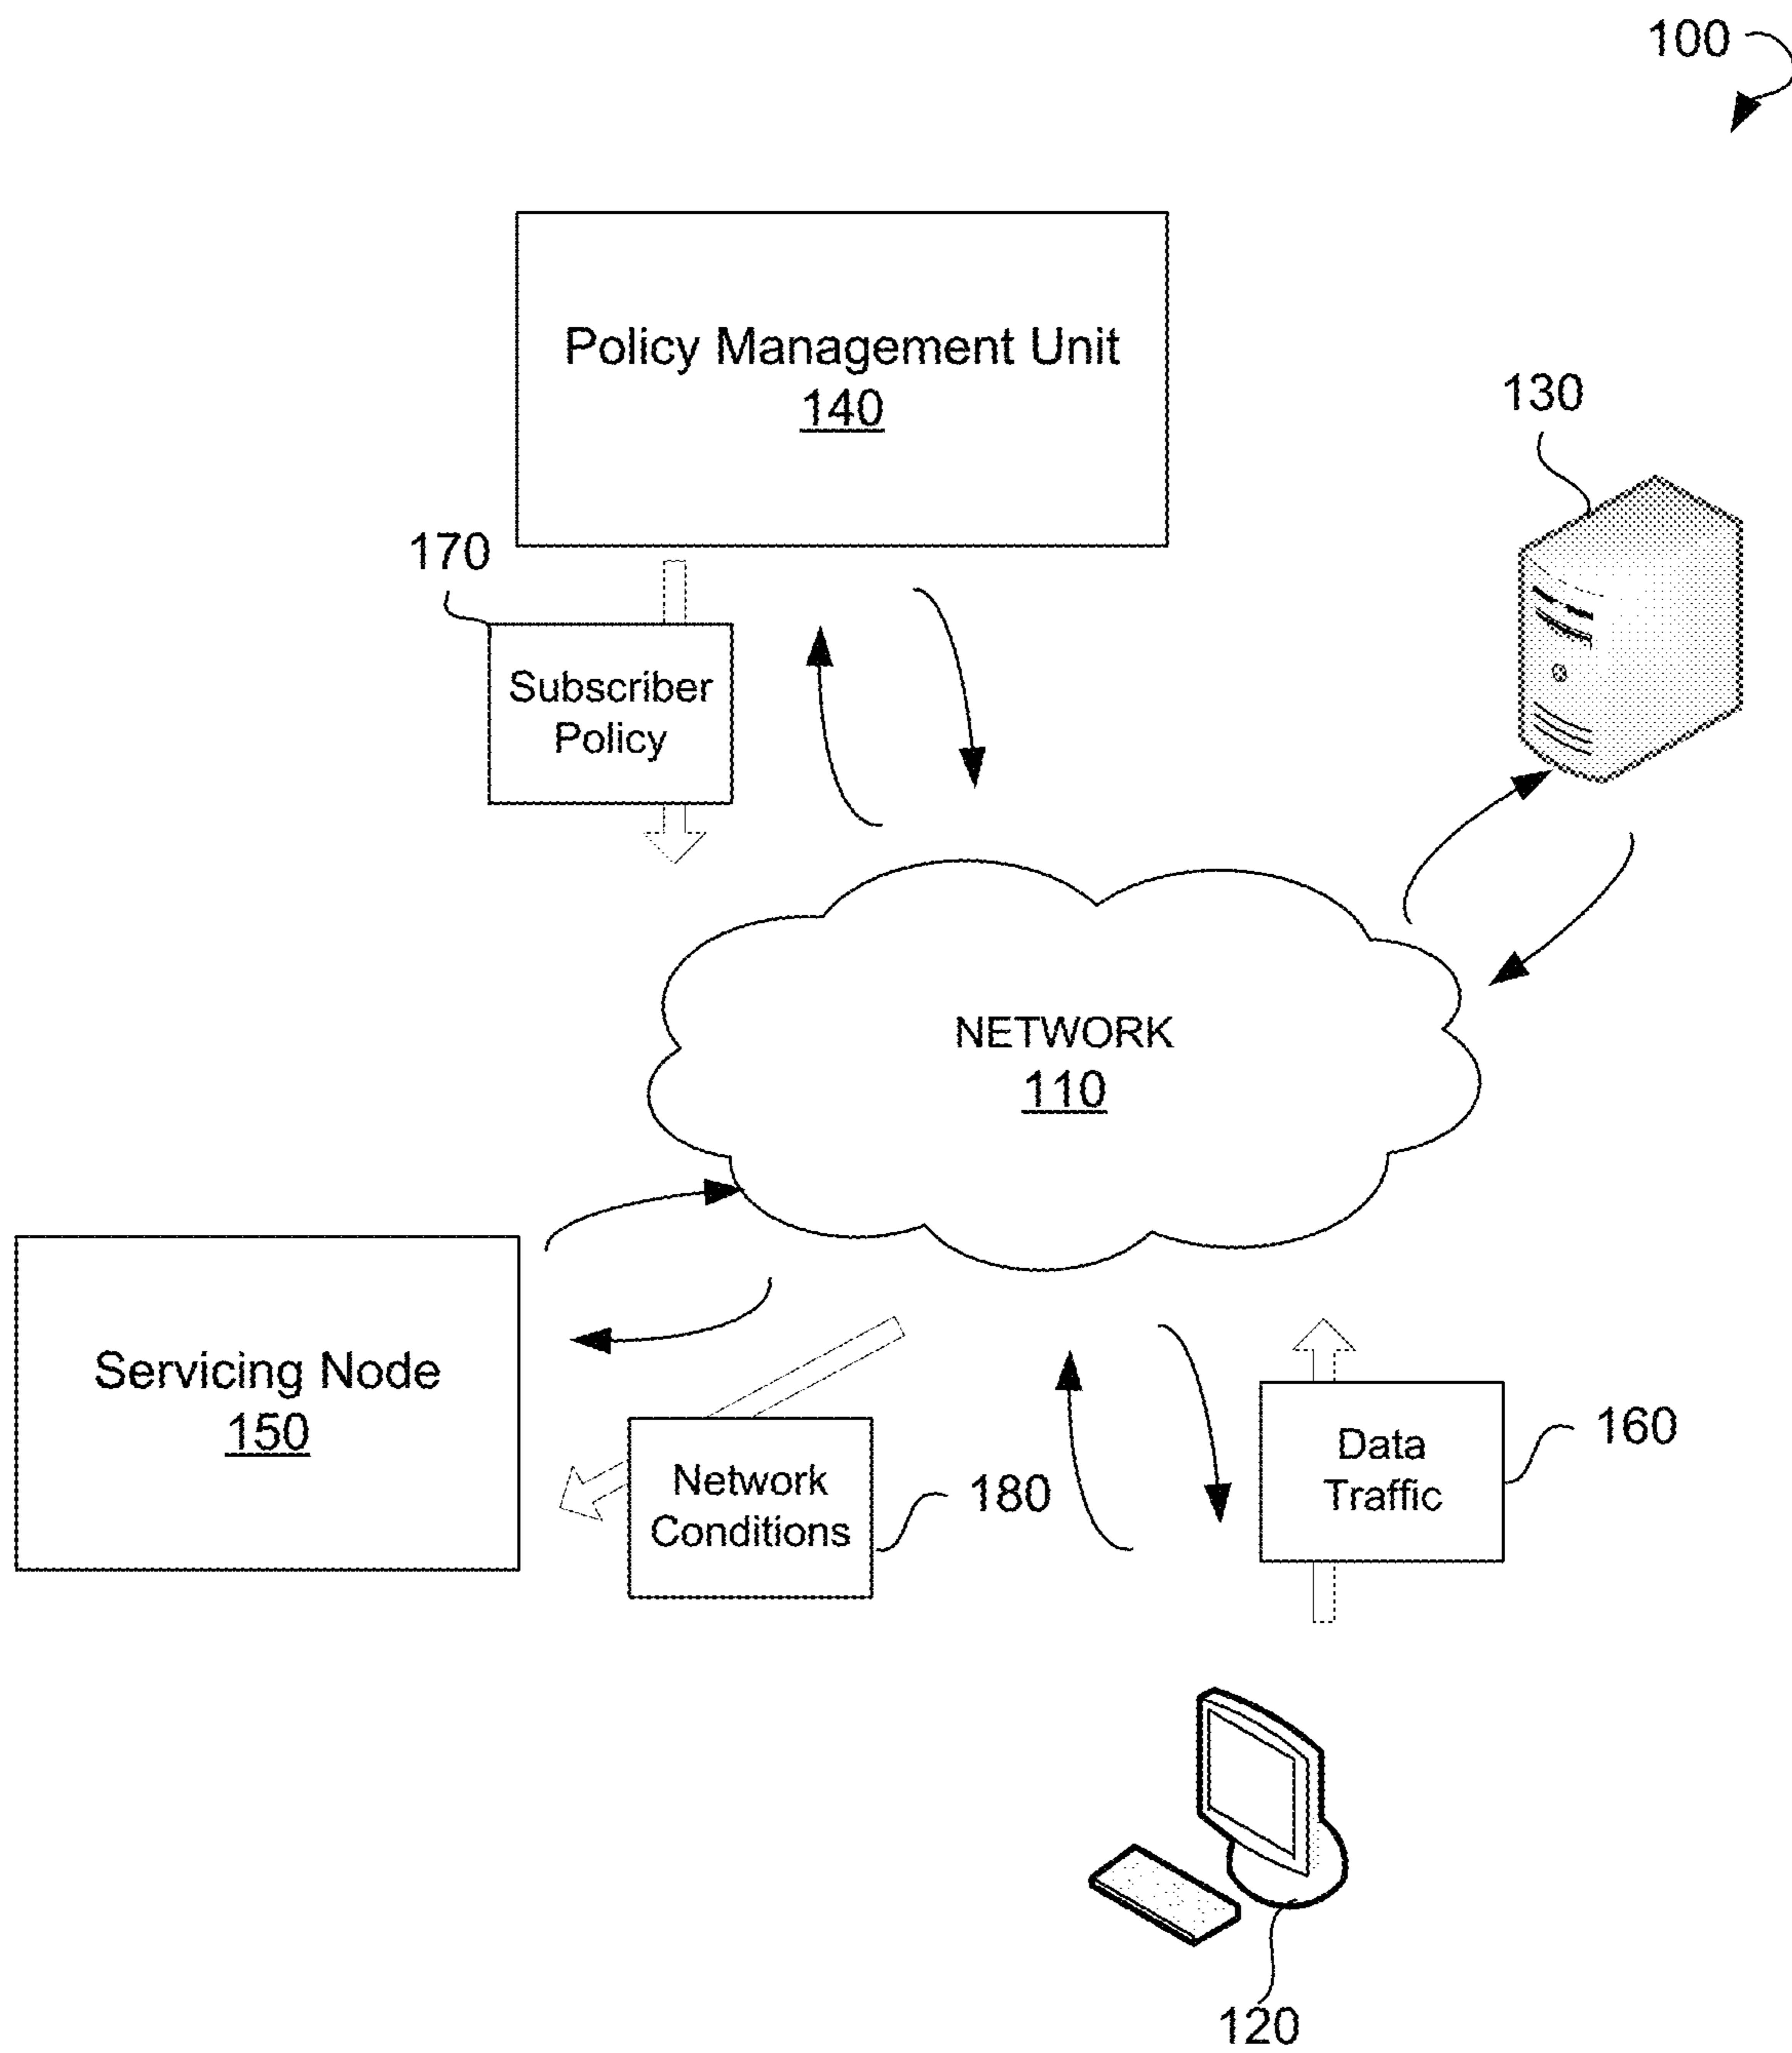 100
Policy Management Unit
140
130
170
Subscriber
Policy
NETWORK
110
Servicing Node
150
Network
Conditions
180
Data
Traffic
160
120